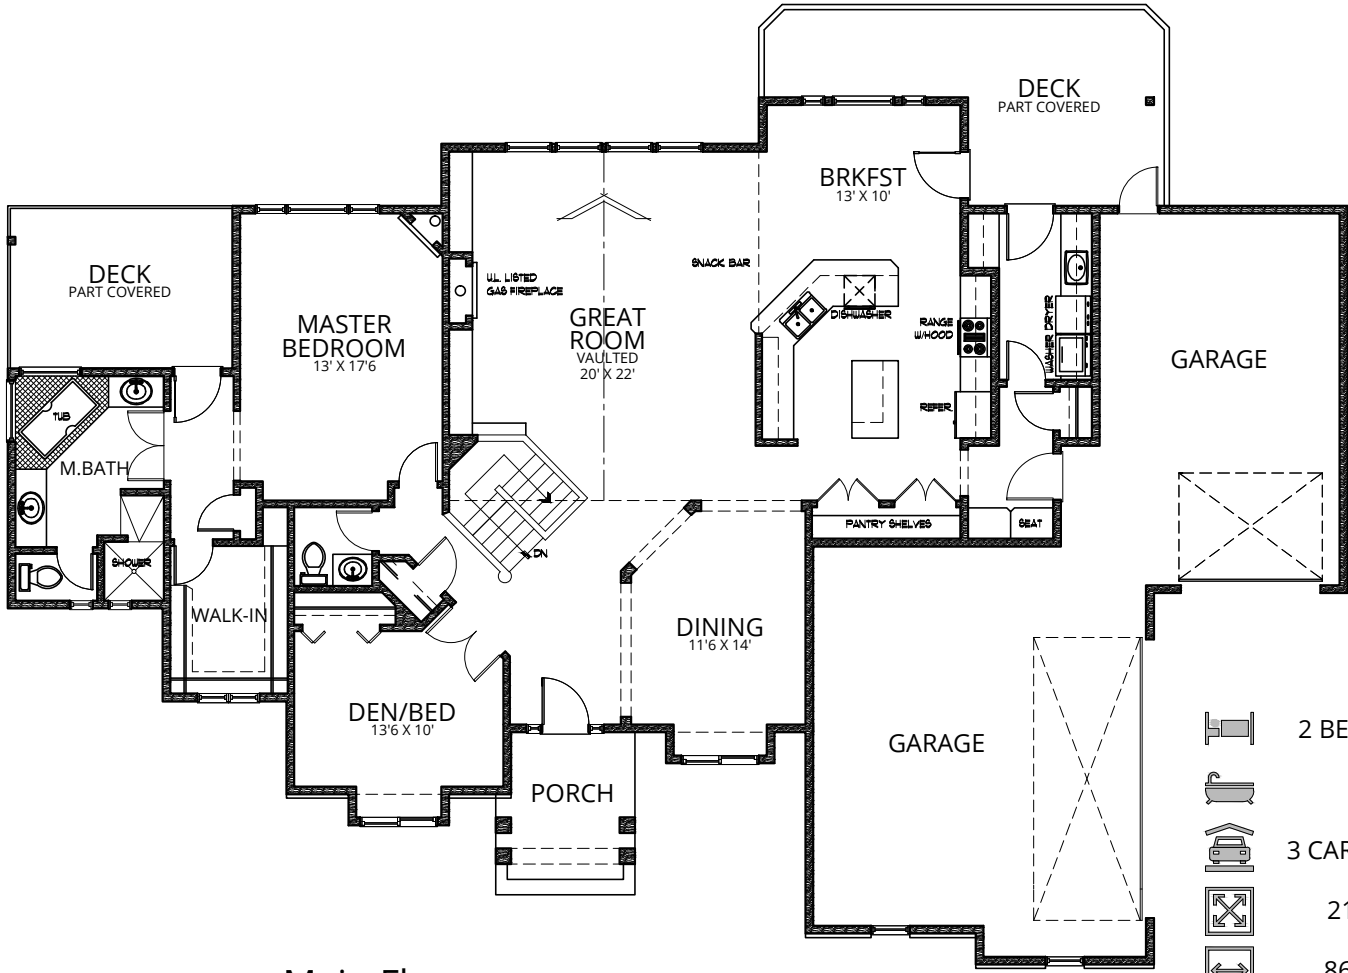 DECK
PART COVERED
BRKFST
13' X 10'
SNACK BAR
DECK
PART COVERED
U.L. LISTED
GAS FIREPLACE
MASTER
BEDROOM
13' X 17'6
GREAT
ROOM
VAULTED
20' X 22'
DISHWASHER
RANGE
W/HOOD
WASHER DRYER
GARAGE
REFER.
TUB
M.BATH
PANTRY SHELVES
SEAT
DN
SHOWER
WALK-IN
DINING
11'6 X 14'
DEN/BED
13'6 X 10'
GARAGE
PORCH
2 BE
3 CAR
21
86